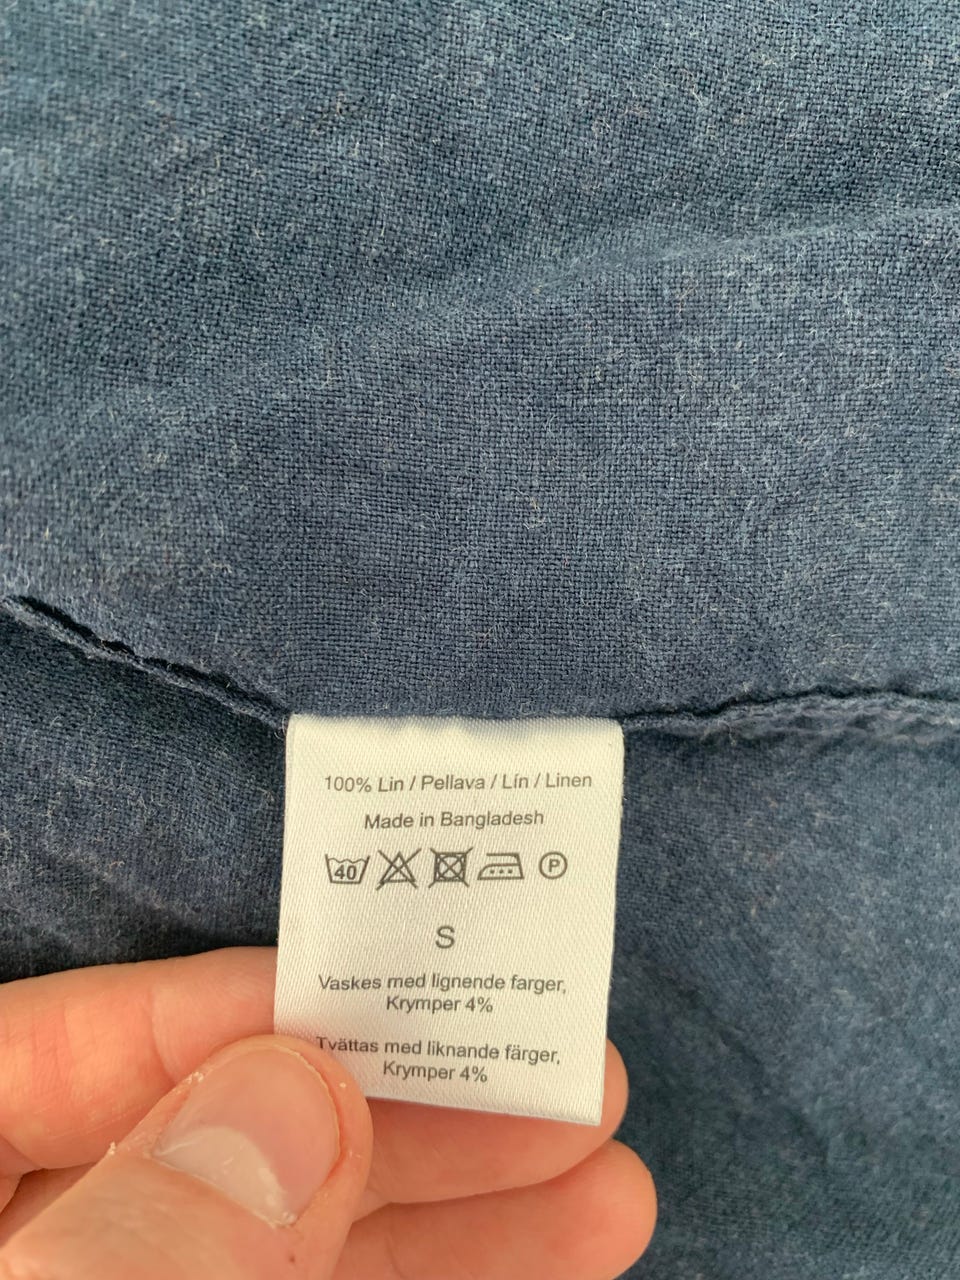 100% Lin / Pellava / Lín / Linen
Made in Bangladesh
40 P
S
Vaskes med lignende farger,
Krymper 4%
Tvättas med liknande färger,
Krymper 4%